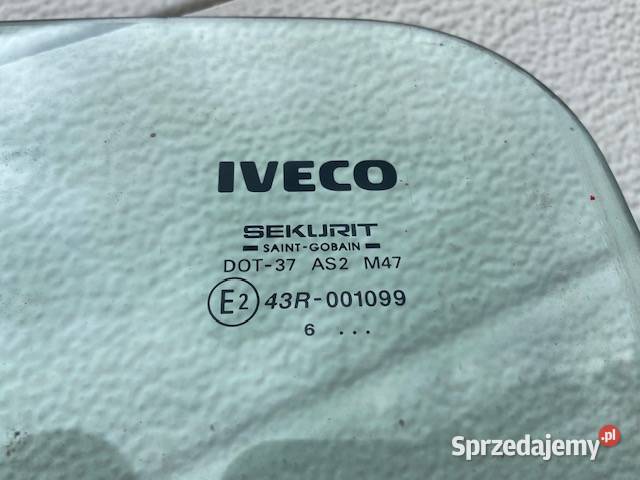 IVECO
SEKURIT
SAINT-GOBAIN
DOT-37 AS2 M47
E2 43R-001099
6 ...
Sprzedajemy.pl